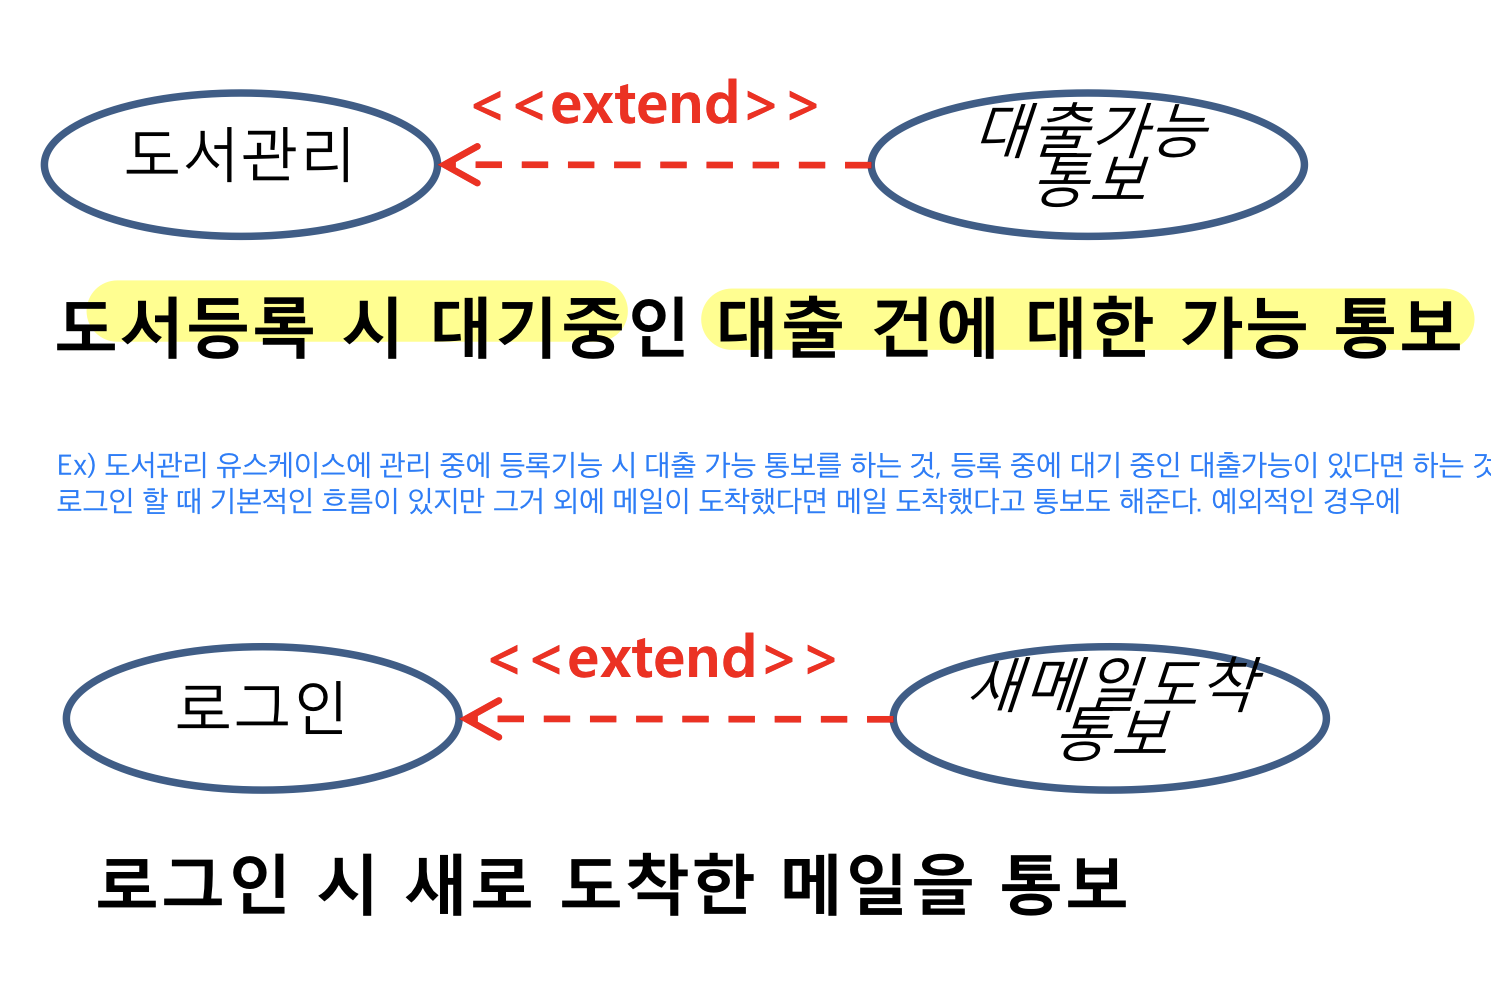 <<extend>>
도서관리
대출가능
통보
도서등록 시 대기중인 대출 건에 대한 가능 통보
Ex) 도서관리 유스케이스에 관리 중에 등록기능 시 대출 가능 통보를 하는 것, 등록 중에 대기 중인 대출가능이 있다면 하는
로그인 할 때 기본적인 흐름이 있지만 그거 외에 메일이 도착했다면 메일 도착했다고 통보도 해준다. 예외적인 경우에
<<extend>>
로그인
새메일도착
통보
로그인 시 새로 도착한 메일을 통보